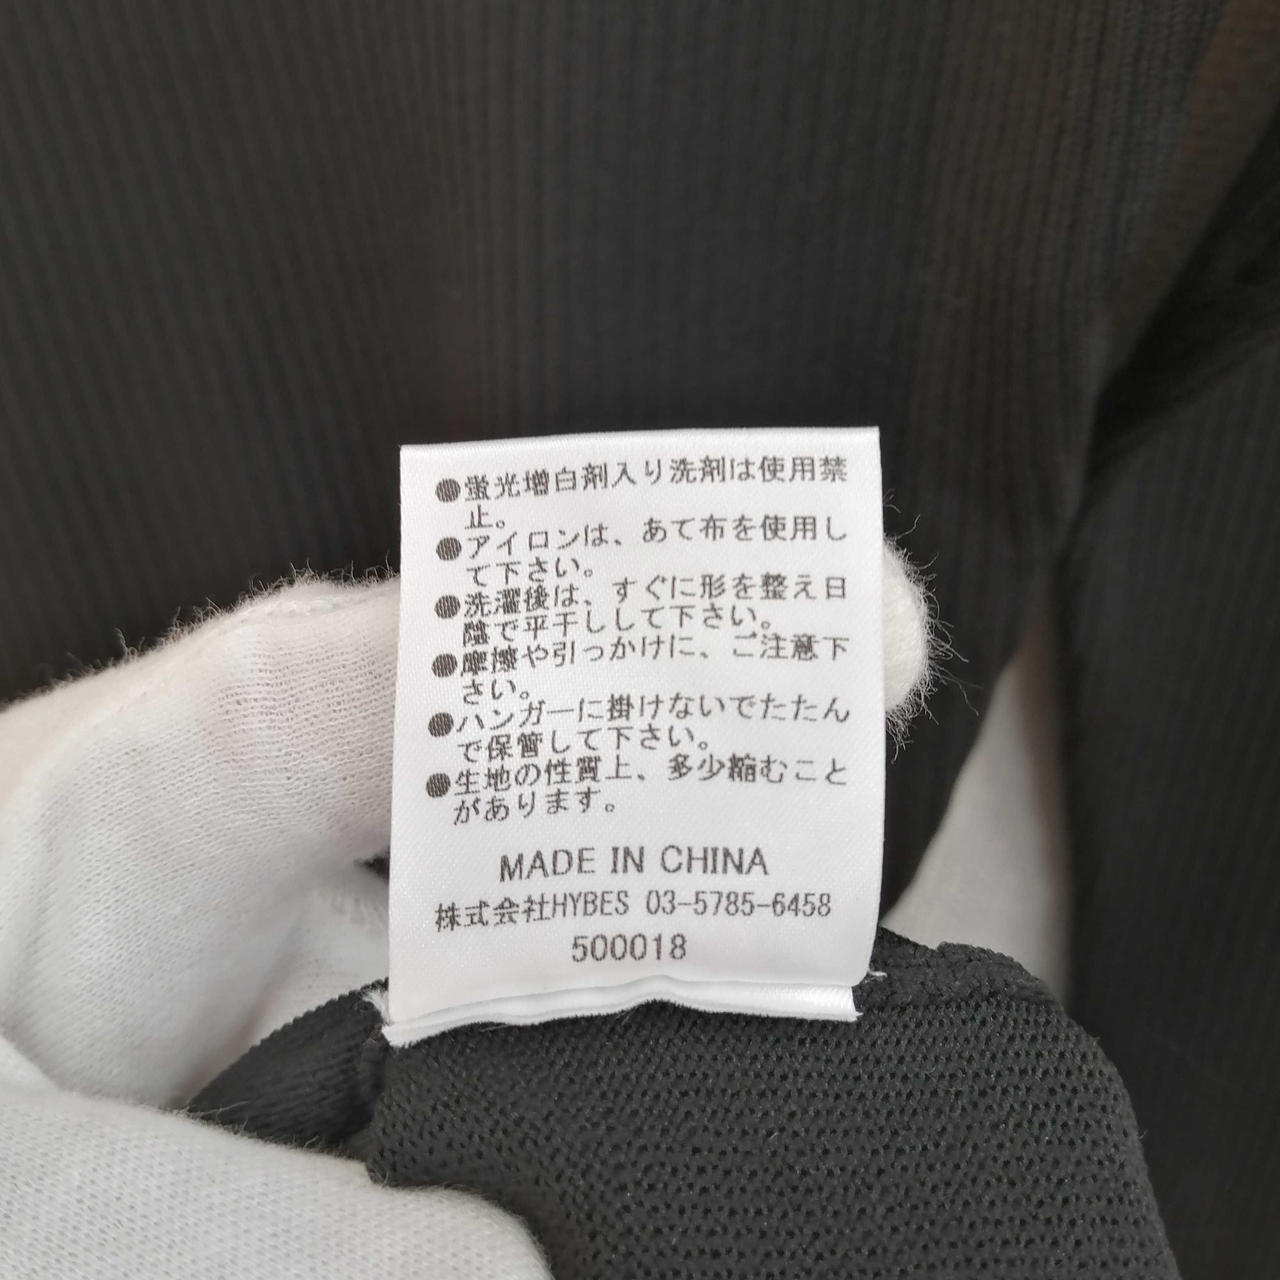 ●蛍光増白剤入り洗剤は使用禁
止。
●アイロンは、あて布を使用し
て下さい。
●洗濯後は、すぐに形を整え日
陰で平干しして下さい。
●摩擦や引っかけに、ご注意下
さい。
●ハンガーに掛けないでたたん
で保管して下さい。
●生地の性質上、多少縮むこと
があります。
MADE IN CHINA
株式会社HYBES 03-5785-6458
500018